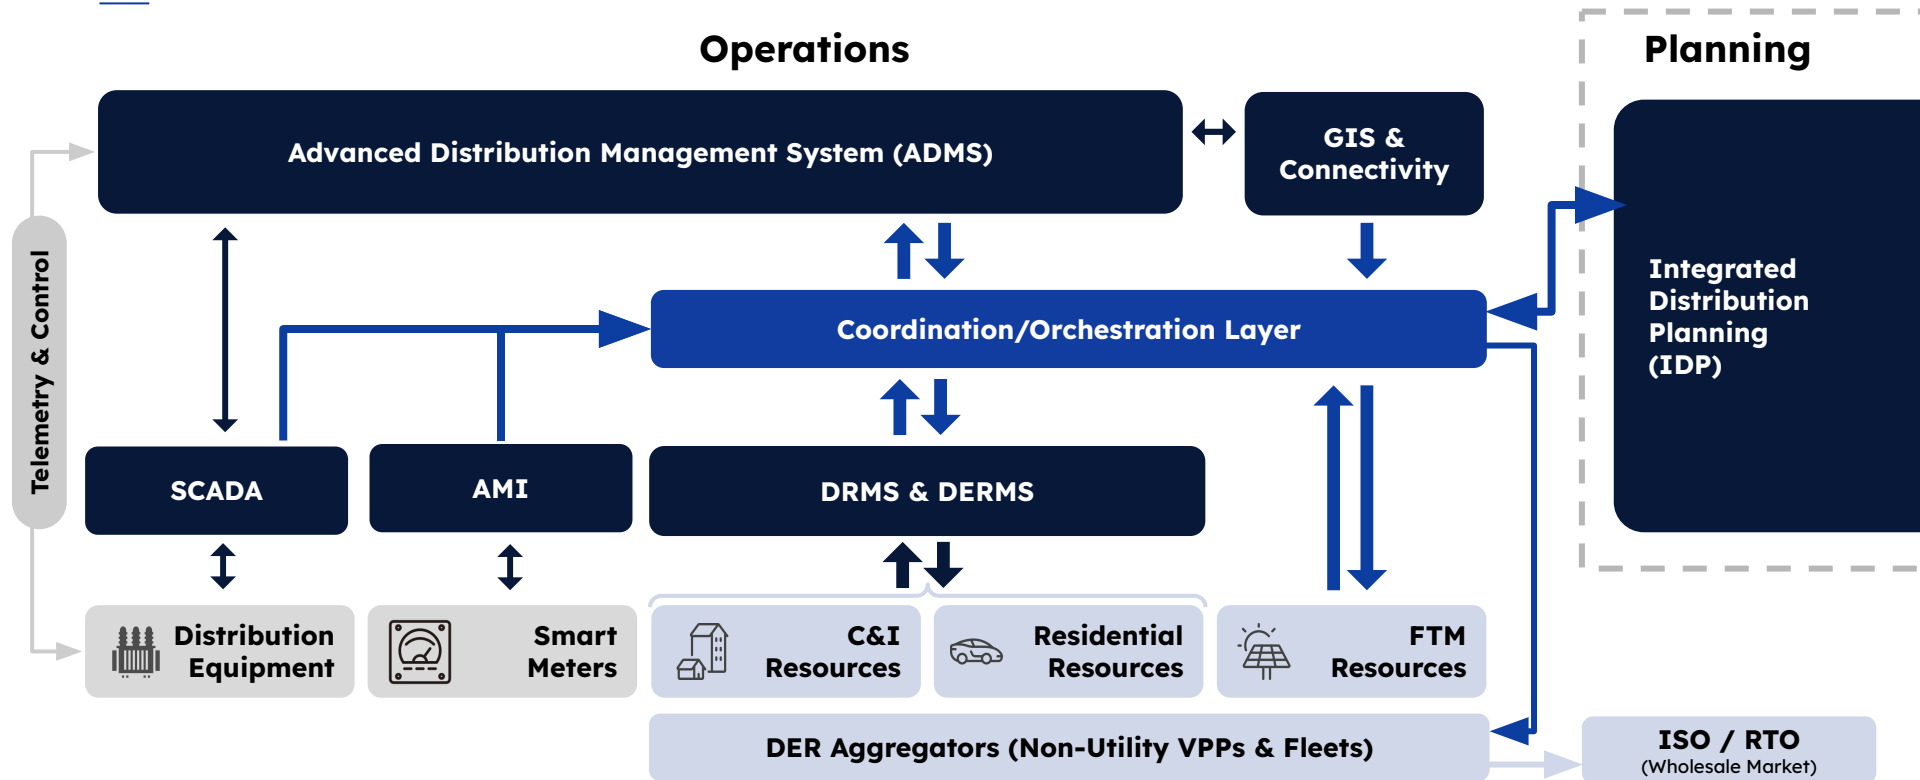 Operations
Planning
Advanced Distribution Management System (ADMS)
GIS &
Connectivity
Telemetry & Control
Integrated
Distribution
Planning
(IDP)
Coordination/Orchestration Layer
SCADA
AMI
DRMS & DERMS
Distribution
Equipment
Smart
Meters
C&I
Resources
Residential
Resources
FTM
Resources
DER Aggregators (Non-Utility VPPs & Fleets)
ISO / RTO
(Wholesale Market)